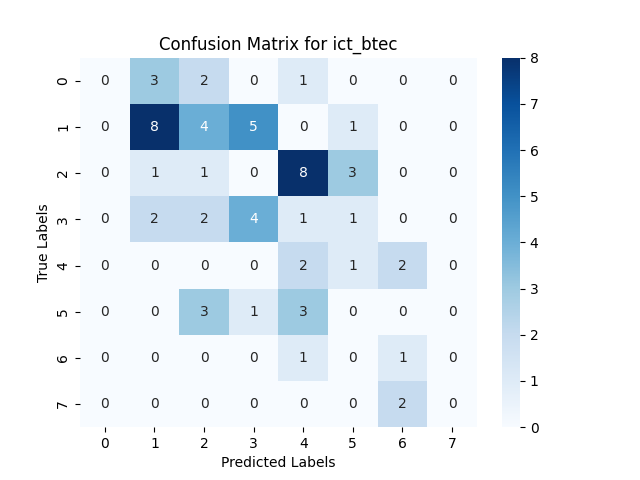 Confusion Matrix for ict_btec
0 0 3 2 0 1 0 0 0
1 0 8 4 5 0 1 0 0
2 0 1 1 0 8 3 0 0
3 0 2 2 4 1 1 0 0
4 0 0 0 0 2 1 2 0
5 0 0 3 1 3 0 0 0
6 0 0 0 0 1 0 1 0
7 0 0 0 0 0 0 2 0
0 1 2 3 4 5 6 7
Predicted Labels
True Labels
8
7
6
5
4
3
2
1
0